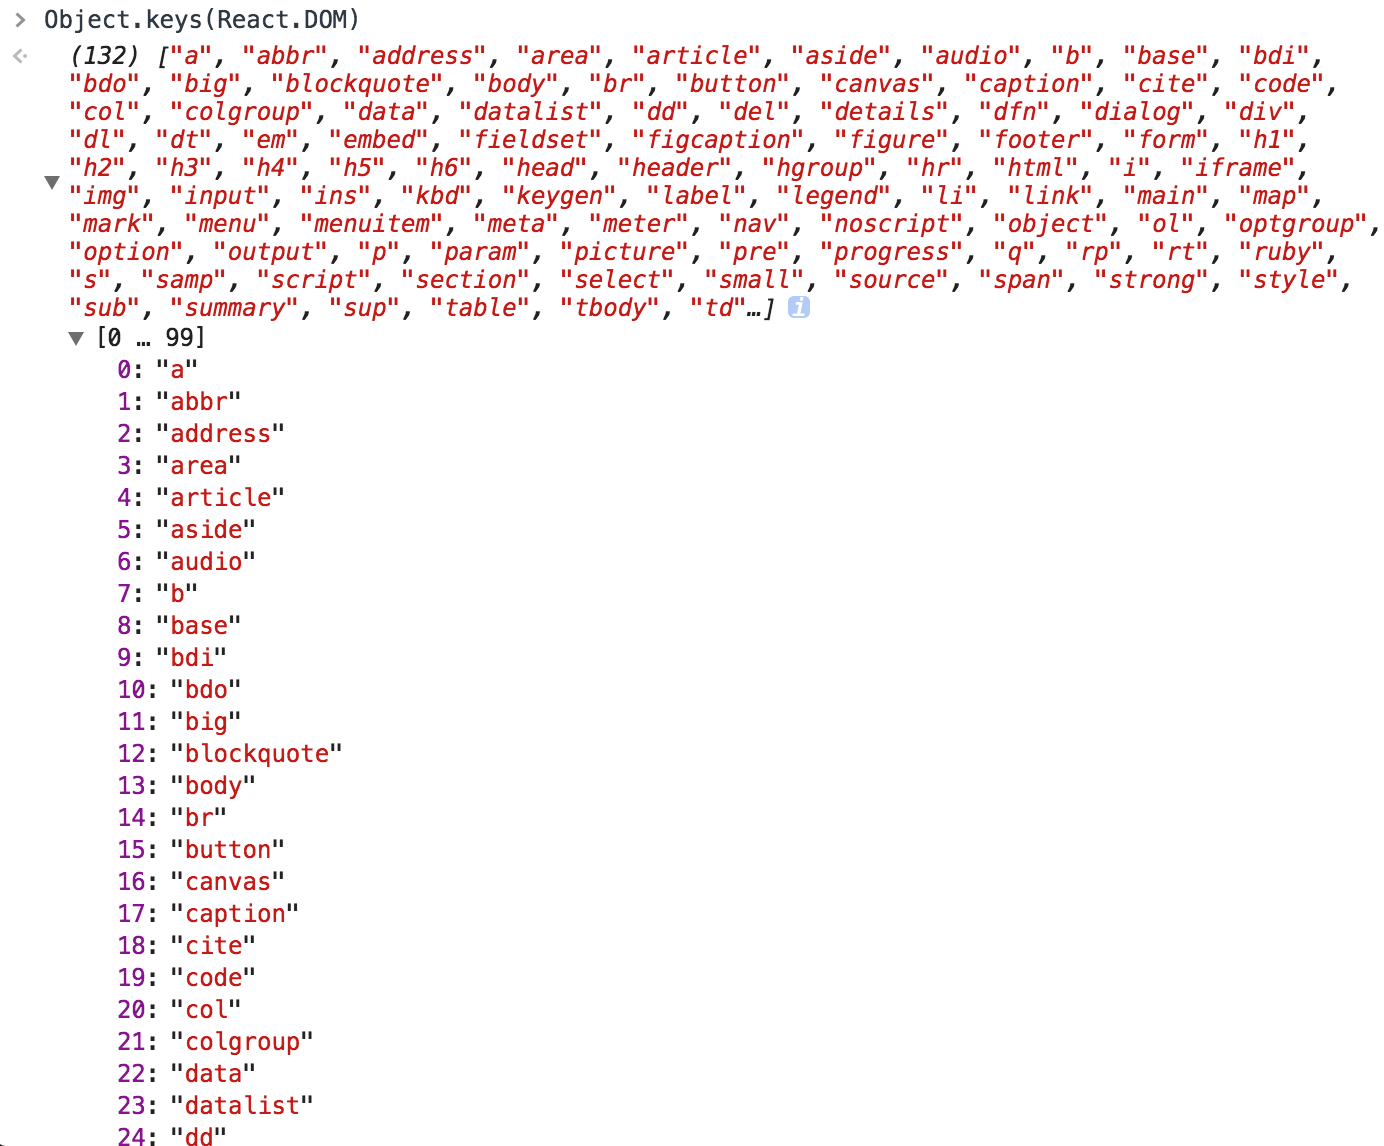 > Object.keys(React.DOM)
(132) ["a", "abbr", "address", "area", "article", "aside", "audio", "b", "base", "bdi",
"bdo", "big", "blockquote", "body", "br", "button", "canvas", "caption", "cite", "code",
"col", "colgroup", "data", "datalist", "dd", "del", "details", "dfn", "dialog", "div",
"dl", "dt", "em", "embed", "fieldset", "figcaption", "figure", "footer", "form", "h1",
"h2", "h3", "h4", "h5", "h6", "head", "header", "hgroup", "hr", "html", "i", "iframe",
"img", "input", "ins", "kbd", "keygen", "label", "legend", "li", "link", "main", "map",
"mark", "menu", "menuitem", "meta", "meter", "nav", "noscript", "object", "ol", "optgroup",
"option", "output", "p", "param", "picture", "pre", "progress", "q", "rp", "rt", "ruby",
"s", "samp", "script", "section", "select", "small", "source", "span", "strong", "style",
"sub", "summary", "sup", "table", "tbody", "td"…] i
[0 … 99]
0: "a"
1: "abbr"
2: "address"
3: "area"
4: "article"
5: "aside"
6: "audio"
7: "b"
8: "base"
9: "bdi"
10: "bdo"
11: "big"
12: "blockquote"
13: "body"
14: "br"
15: "button"
16: "canvas"
17: "caption"
18: "cite"
19: "code"
20: "col"
21: "colgroup"
22: "data"
23: "datalist"
24: "dd"